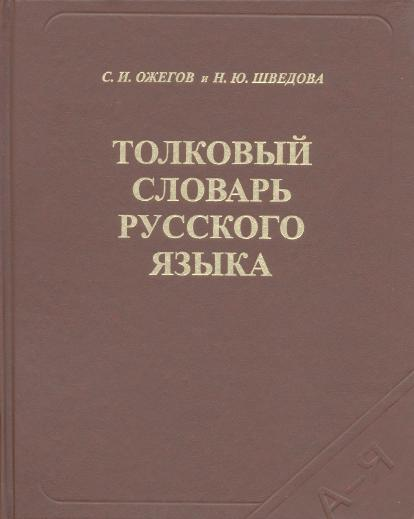 С. И. ОЖЕГОВ и Н. Ю. ШВЕДОВА
ТОЛКОВЫЙ
СЛОВАРЬ
РУССКОГО
ЯЗЫКА
А–Я